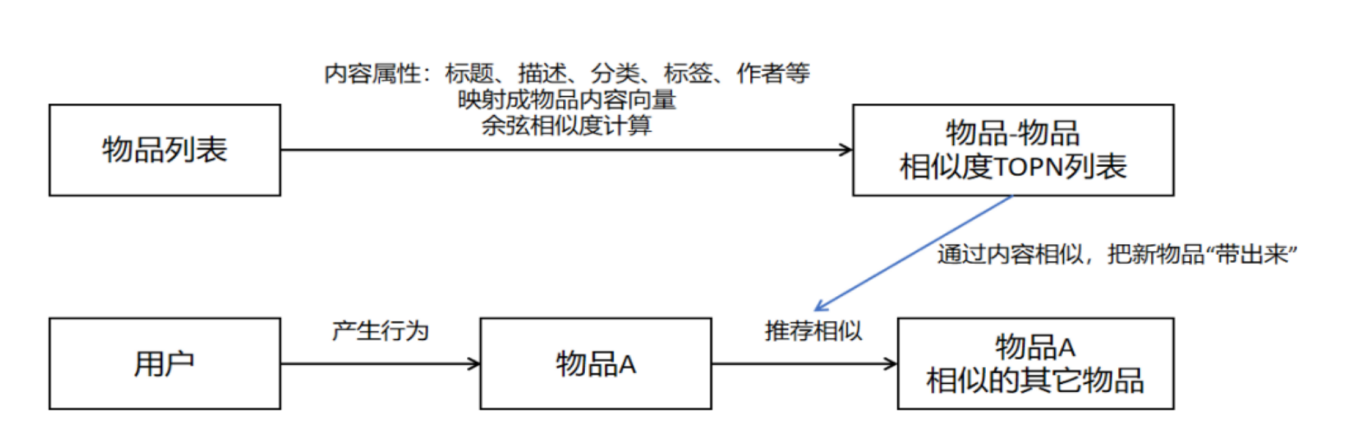 内容属性：标题、描述、分类、标签、作者等
映射成物品内容向量
余弦相似度计算
物品列表
物品-物品
相似度TOPN列表
通过内容相似，把新物品“带出来”
用户
产生行为
物品A
推荐相似
物品A
相似的其它物品